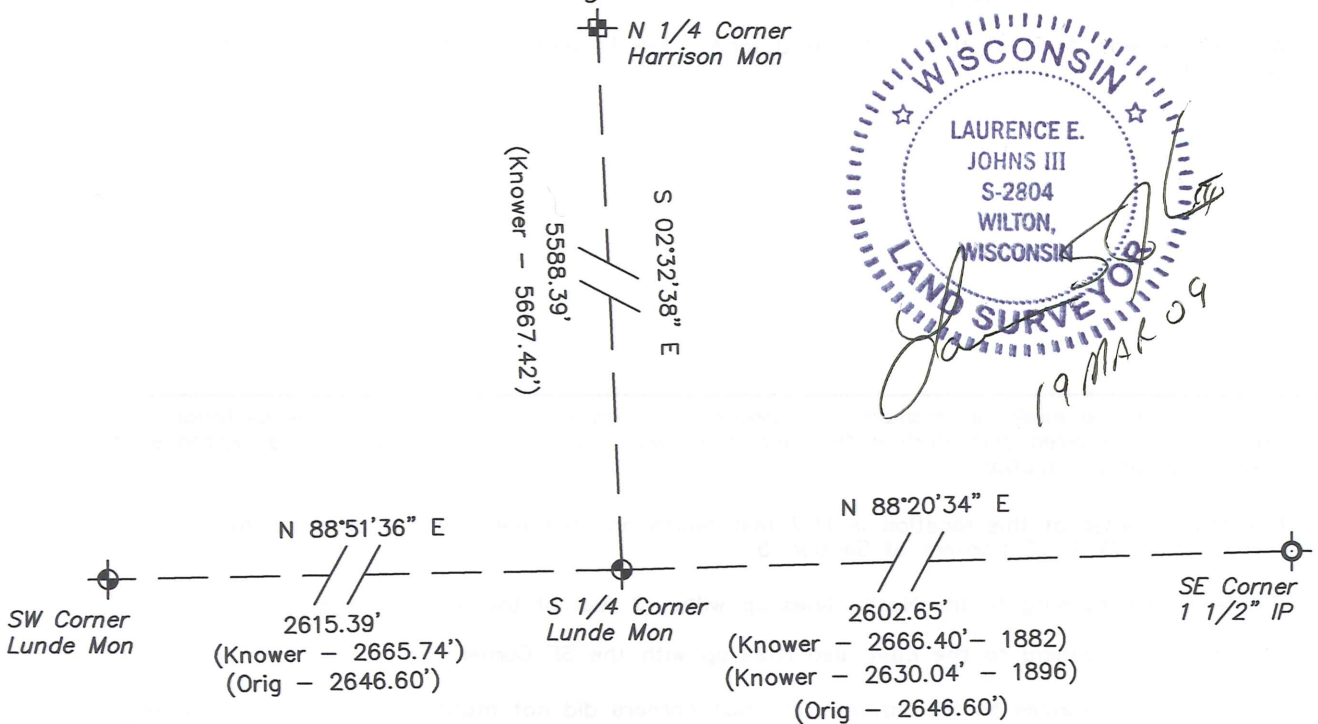 N 1/4 Corner
Harrison Mon
WISCONSIN
LAURENCE E.
JOHNS III
S-2804
WILTON,
WISCONSIN
LAND SURVEYOR
19 MAR 09
S 02°32'38" E
5588.39'
(Knower – 5667.42')
N 88°51'36" E
2615.39'
(Knower – 2665.74')
(Orig – 2646.60')
SW Corner
Lunde Mon
S 1/4 Corner
Lunde Mon
N 88°20'34" E
2602.65'
(Knower – 2666.40'– 1882)
(Knower – 2630.04' – 1896)
(Orig – 2646.60')
SE Corner
1 1/2" IP